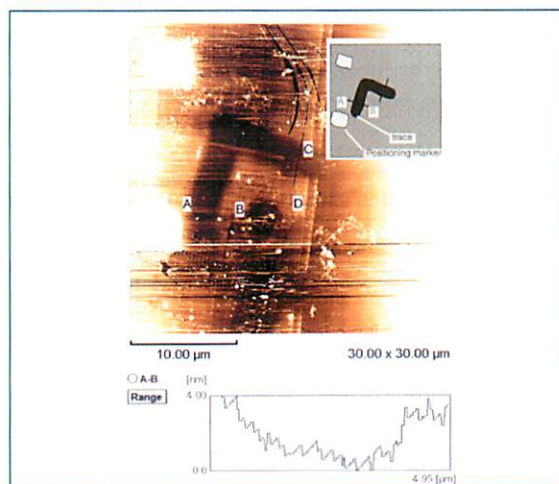 A
B
trace
Positioning marker
C
A
B
D
10.00 μm
30.00 x 30.00 μm
A-B
[nm]
Range
4.00
0.0
4.95 [μm]